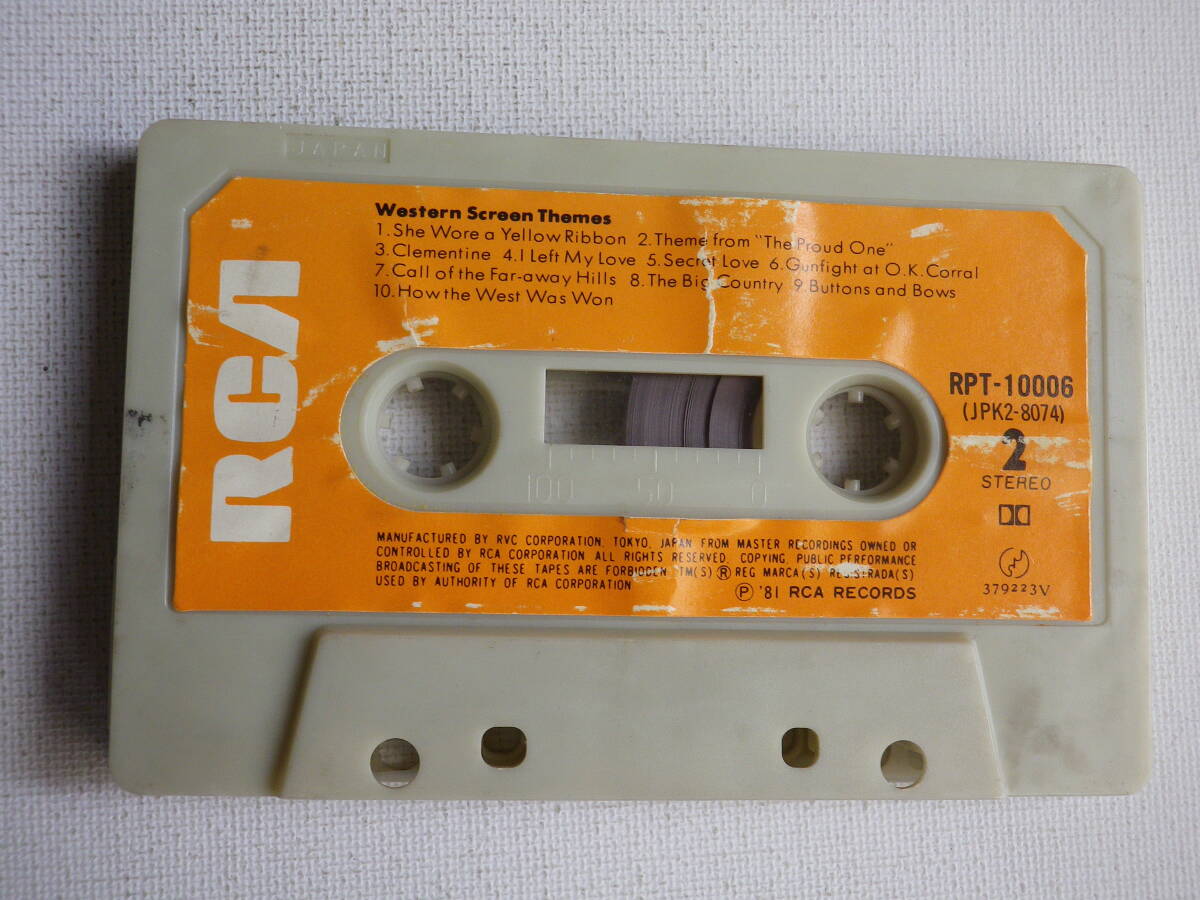 JAPAN
RCA
Western Screen Themes
1. She Wore a Yellow Ribbon 2. Theme from "The Proud One"
3. Clementine 4. I Left My Love 5. Secret Love 6. Gunfight at O.K. Corral
7. Call of the Far-away Hills 8. The Big Country 9. Buttons and Bows
10. How the West Was Won
RPT-10006
(JPK2-8074)
2
STEREO
100 50 0
MANUFACTURED BY RVC CORPORATION, TOKYO, JAPAN FROM MASTER RECORDINGS OWNED OR
CONTROLLED BY RCA CORPORATION ALL RIGHTS RESERVED. COPYING, PUBLIC PERFORMANCE
BROADCASTING OF THESE TAPES ARE FORBIDDEN TM(S) ® REG MARCA(S) REGISTRADA(S)
USED BY AUTHORITY OF RCA CORPORATION
Ⓟ '81 RCA RECORDS
379223V